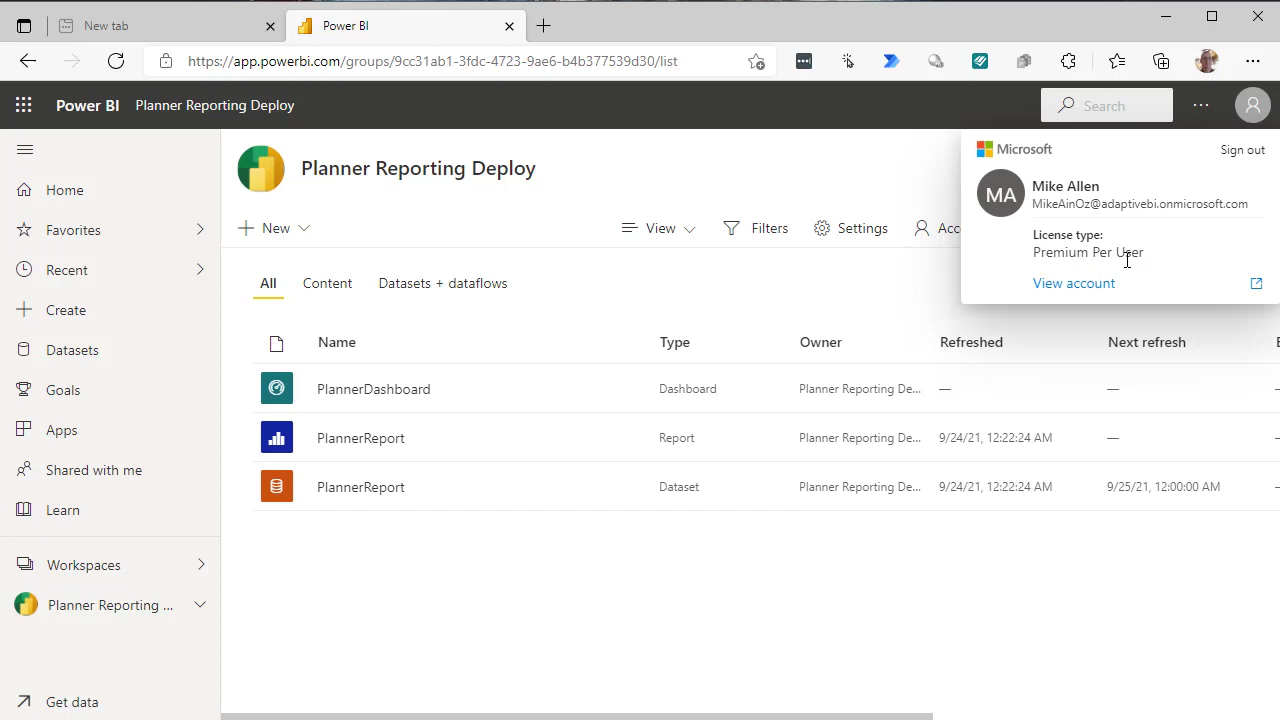 New tab
Power BI
https://app.powerbi.com/groups/9cc31ab1-3fdc-4723-9ae6-b4b377539d30/list
Power BI Planner Reporting Deploy
Search
Microsoft
Sign out
MA
Mike Allen
MikeAinOz@adaptivebi.onmicrosoft.com
License type:
Premium Per User
View account
Home
Favorites
Recent
Create
Datasets
Goals
Apps
Shared with me
Learn
Workspaces
Planner Reporting ...
Get data
Planner Reporting Deploy
New
View
Filters
Settings
Acc
All
Content
Datasets + dataflows
Name Type Owner Refreshed Next refresh
PlannerDashboard Dashboard Planner Reporting De... — —
PlannerReport Report Planner Reporting De... 9/24/21, 12:22:24 AM —
PlannerReport Dataset Planner Reporting De... 9/24/21, 12:22:24 AM 9/25/21, 12:00:00 AM